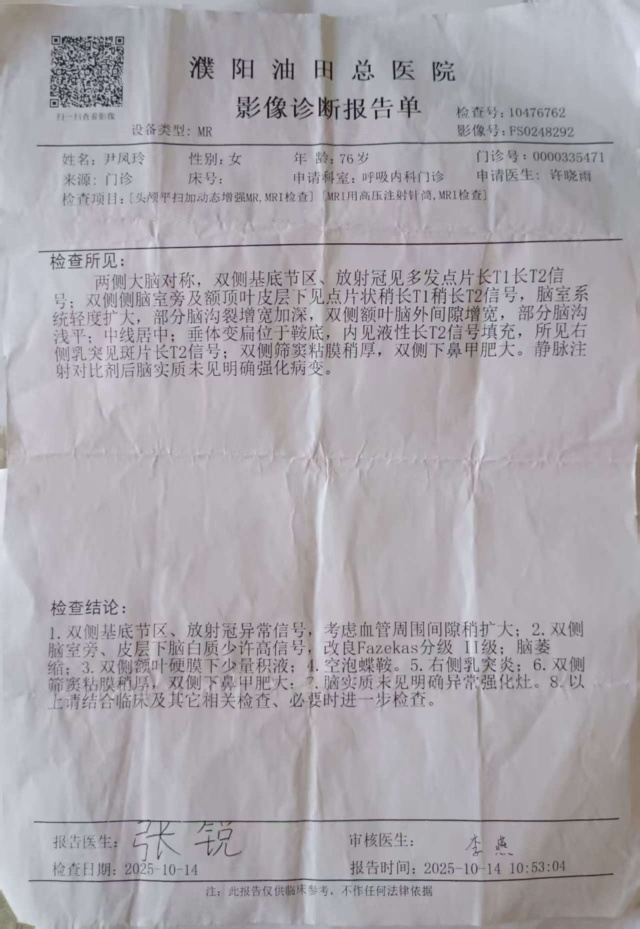 濮阳油田总医院
扫一扫查看影像
影像诊断报告单
检查号: 10476762
设备类型: MR
影像号: FS0248292
姓名: 尹凤玲 性别: 女 年 龄: 76岁 门诊号: 0000335471
来源: 门诊 床号: 申请科室: 呼吸内科门诊 申请医生: 许晓雨
检查项目: [头颅平扫加动态增强MR,MRI检查] [MRI用高压注射针筒,MRI检查]
检查所见:
两侧大脑对称，双侧基底节区、放射冠见多发点片长T1长T2信
号；双侧侧脑室旁及额顶叶皮层下见点片状稍长T1稍长T2信号，脑室系
统轻度扩大，部分脑沟裂增宽加深，双侧额叶脑外间隙增宽，部分脑沟
浅平；中线居中；垂体变扁位于鞍底，内见液性长T2信号填充，所见右
侧乳突见斑片长T2信号；双侧筛窦粘膜稍厚，双侧下鼻甲肥大。静脉注
射对比剂后脑实质未见明确强化病变。
检查结论:
1. 双侧基底节区、放射冠异常信号，考虑血管周围间隙稍扩大；2. 双侧
脑室旁、皮层下脑白质少许高信号，改良Fazekas分级 II级；脑萎
缩；3. 双侧额叶硬膜下少量积液；4. 空泡蝶鞍。5. 右侧乳突炎；6. 双侧
筛窦粘膜稍厚，双侧下鼻甲肥大；7. 脑实质未见明确异常强化灶。8. 以
上请结合临床及其它相关检查、必要时进一步检查。
报告医生: 张锐 审核医生: 李燕
检查日期: 2025-10-14 报告时间: 2025-10-14 10:53:04
注: 此报告仅供临床参考，不作任何法律依据